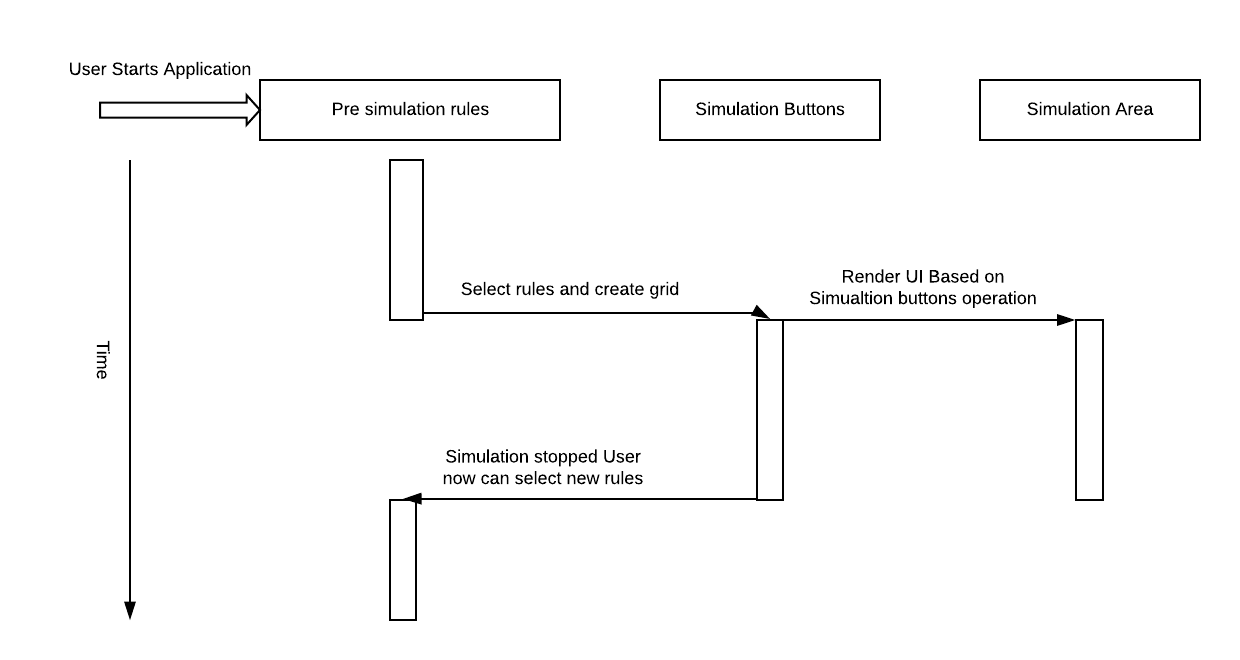 User Starts Application
Pre simulation rules
Simulation Buttons
Simulation Area
Select rules and create grid
Render UI Based on
Simualtion buttons operation
Time
Simulation stopped User
now can select new rules